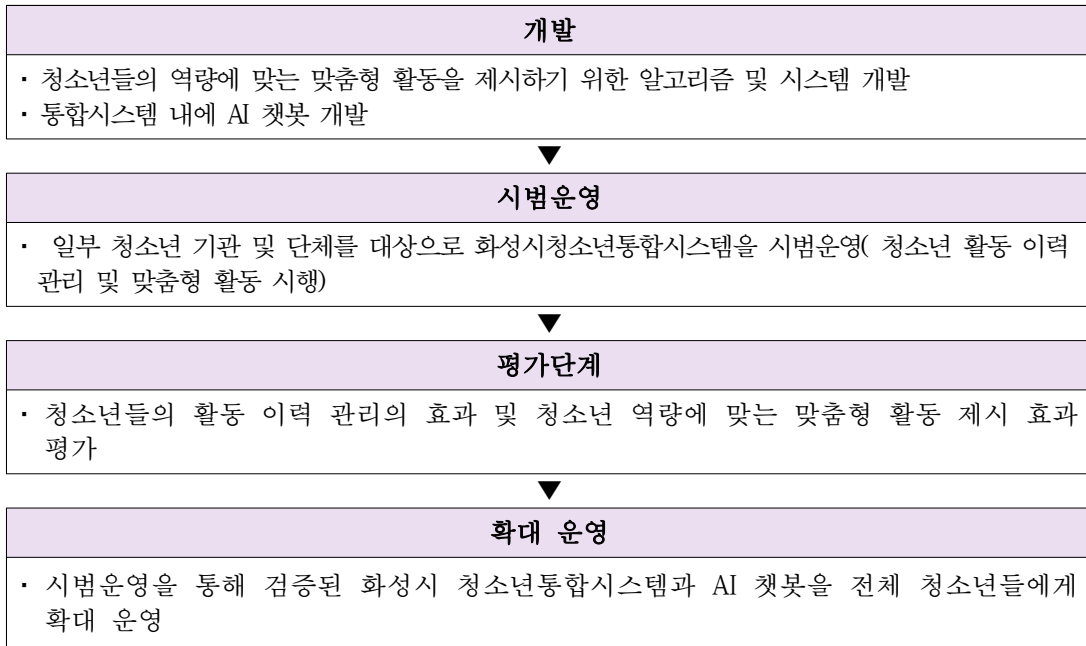 개발
· 청소년들의 역량에 맞는 맞춤형 활동을 제시하기 위한 알고리즘 및 시스템 개발
· 통합시스템 내에 AI 챗봇 개발
▼
시범운영
· 일부 청소년 기관 및 단체를 대상으로 화성시청소년통합시스템을 시범운영( 청소년 활동 이력
관리 및 맞춤형 활동 시행)
▼
평가단계
· 청소년들의 활동 이력 관리의 효과 및 청소년 역량에 맞는 맞춤형 활동 제시 효과
평가
▼
확대 운영
· 시범운영을 통해 검증된 화성시 청소년통합시스템과 AI 챗봇을 전체 청소년들에게
확대 운영